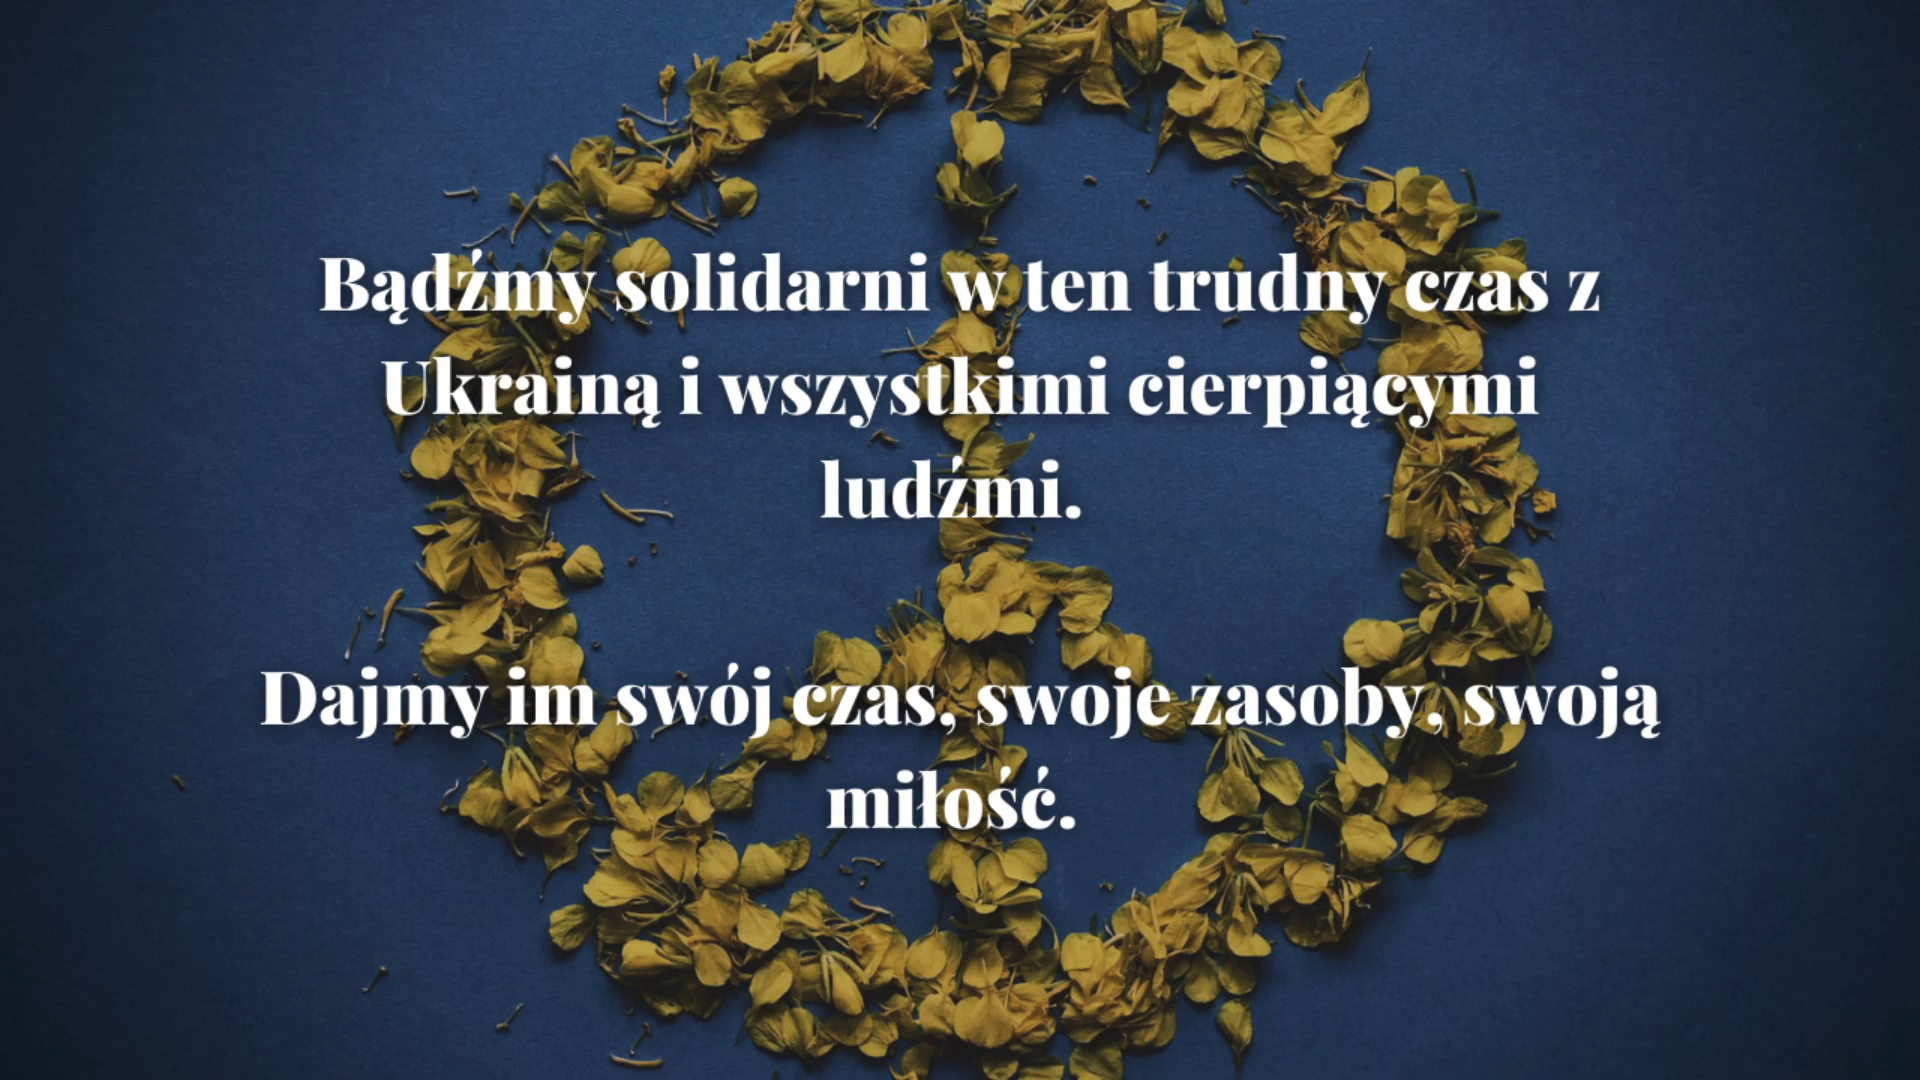 Bądźmy solidarni w ten trudny czas z
Ukrainą i wszystkimi cierpiącymi
ludźmi.
Dajmy im swój czas, swoje zasoby, swoją
miłość.